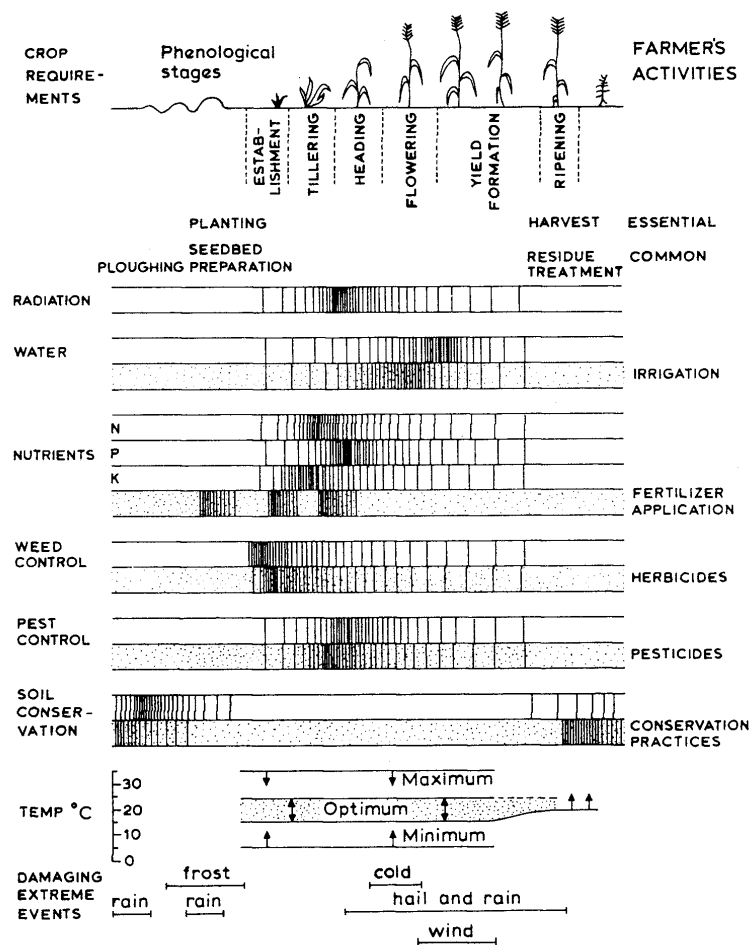 CROP
REQUIRE-
MENTS
Phenological
stages
FARMER'S
ACTIVITIES
ESTAB-
LISHMENT
TILLERING
HEADING
FLOWERING
YIELD
FORMATION
RIPENING
PLANTING
HARVEST
ESSENTIAL
PLOUGHING
SEEDBED
PREPARATION
RESIDUE
TREATMENT
COMMON
RADIATION
WATER
IRRIGATION
NUTRIENTS
N
P
K
FERTILIZER
APPLICATION
WEED
CONTROL
HERBICIDES
PEST
CONTROL
PESTICIDES
SOIL
CONSER-
VATION
CONSERVATION
PRACTICES
TEMP °C
30
20
10
0
Maximum
Optimum
Minimum
DAMAGING
EXTREME
EVENTS
frost
cold
rain
rain
hail and rain
wind